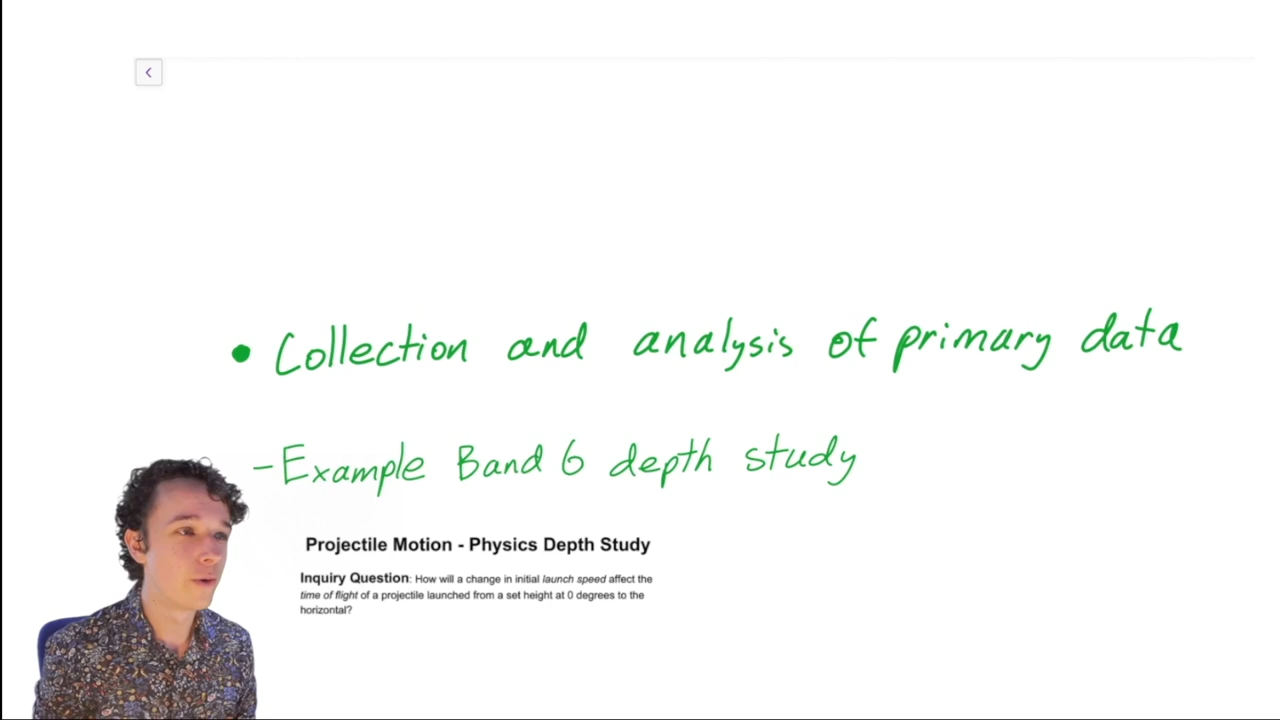 • Collection and analysis of primary data
- Example Band 6 depth study
Projectile Motion - Physics Depth Study
Inquiry Question: How will a change in initial launch speed affect the
time of flight of a projectile launched from a set height at 0 degrees to the
horizontal?